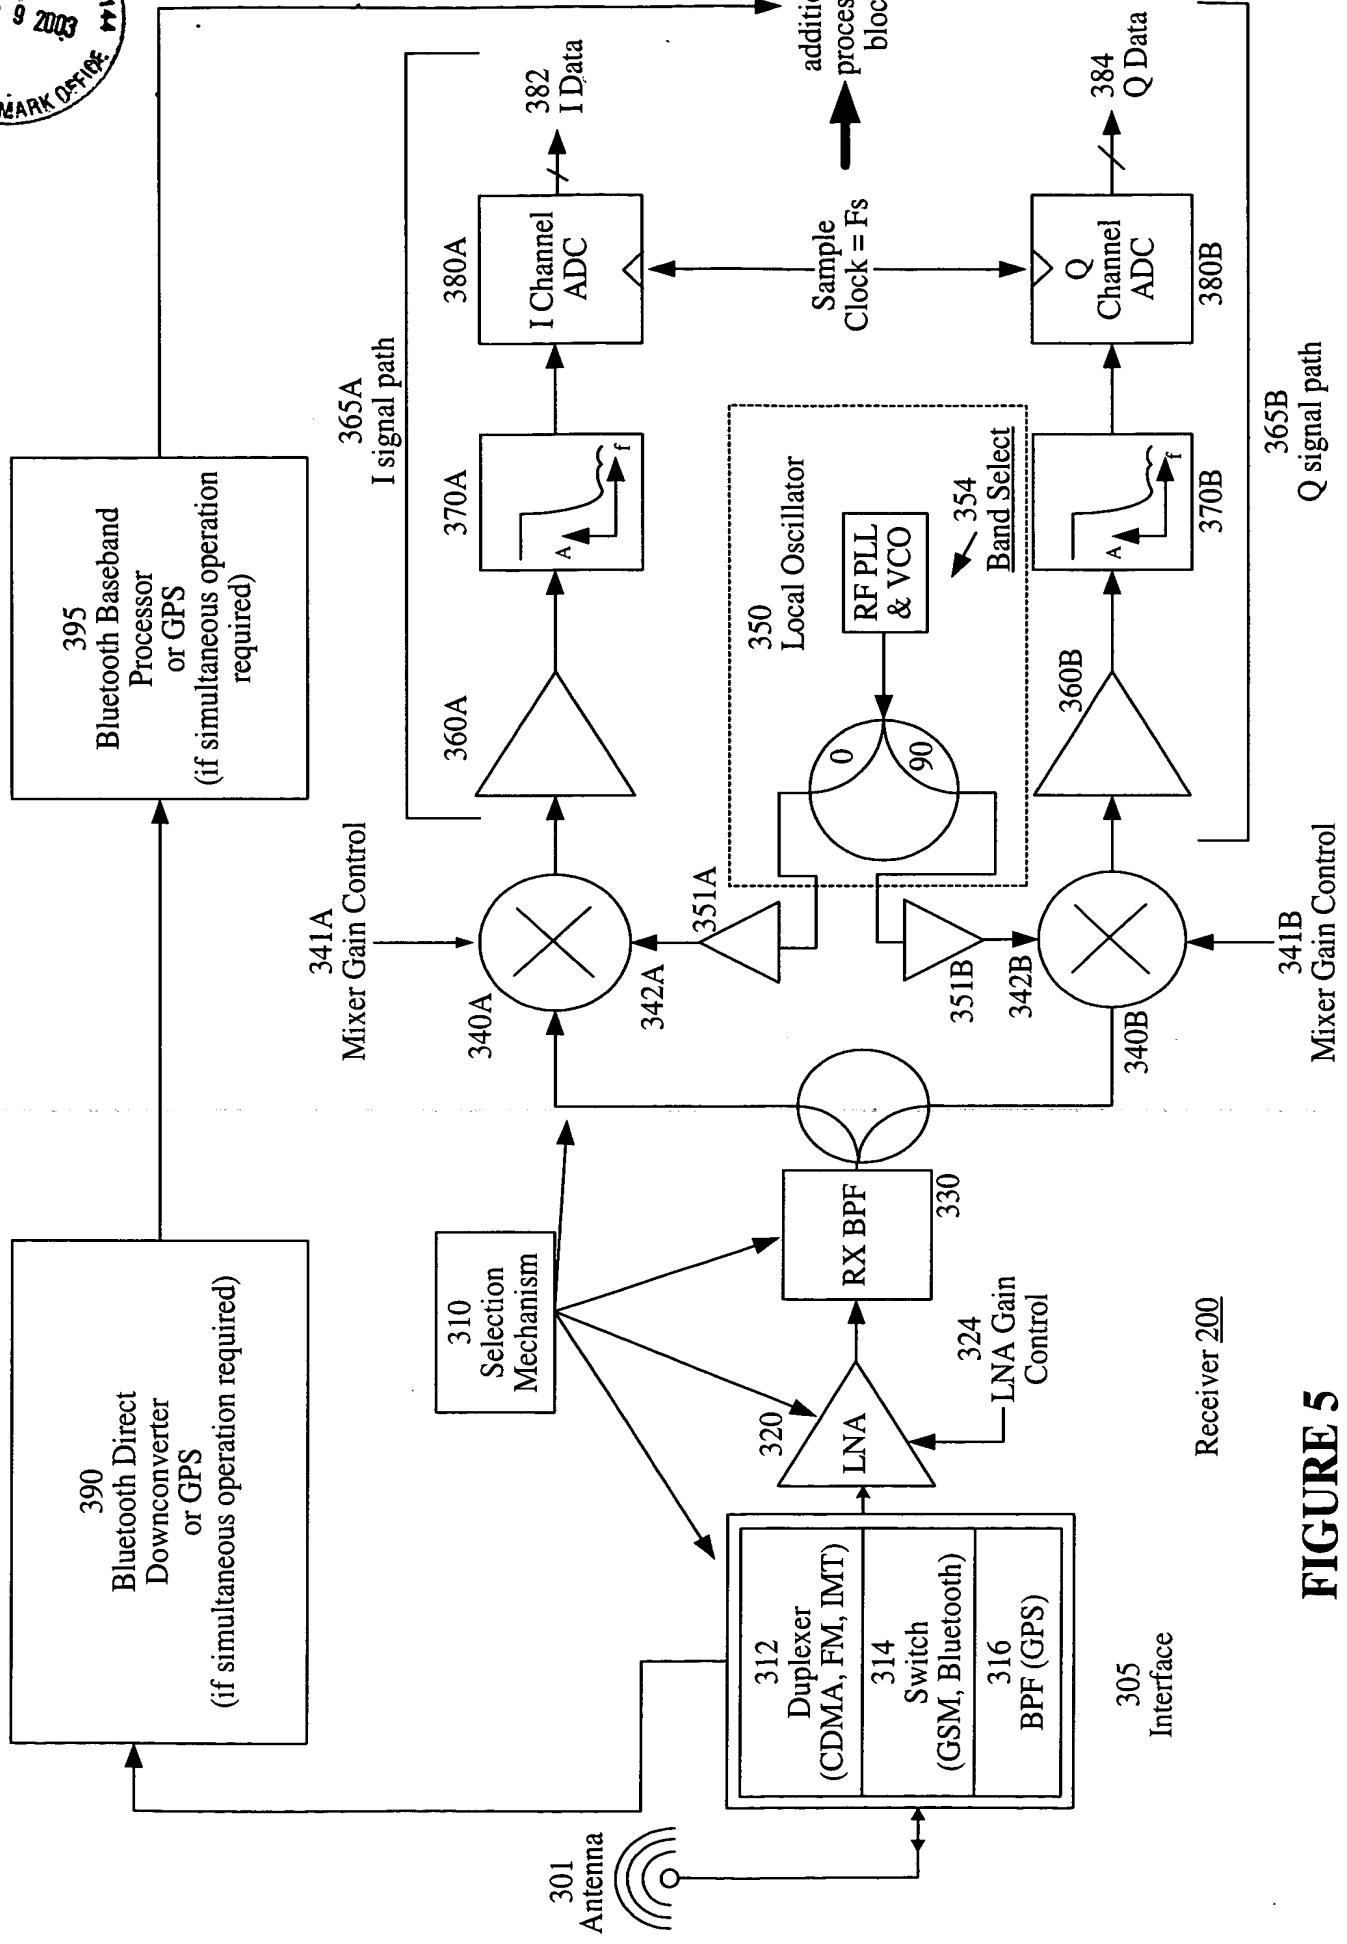 9 2003
144
MARK OFFICE
395
Bluetooth Baseband
Processor
or GPS
(if simultaneous operation
required)
390
Bluetooth Direct
Downconverter
or GPS
(if simultaneous operation required)
301
Antenna
305
Interface
312
Duplexer
(CDMA, FM, IMT)
314
Switch
(GSM, Bluetooth)
316
BPF (GPS)
310
Selection
Mechanism
320
LNA
324
LNA Gain
Control
RX BPF
330
341A
Mixer Gain Control
340A
342A
351A
351B
342B
340B
341B
Mixer Gain Control
350
Local Oscillator
0
90
RF PLL
& VCO
354
Band Select
365A
I signal path
360A
370A
A
f
380A
I Channel
ADC
382
I Data
Sample
Clock = Fs
360B
370B
A
f
380B
Q
Channel
ADC
384
Q Data
365B
Q signal path
Receiver 200
FIGURE 5